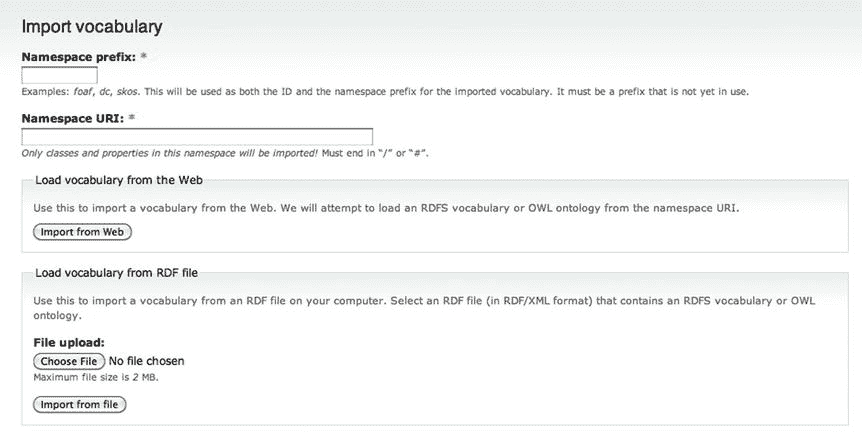 Import vocabulary
Namespace prefix: *
Examples: foaf, dc, skos. This will be used as both the ID and the namespace prefix for the imported vocabulary. It must be a prefix that is not yet in use.
Namespace URI: *
Only classes and properties in this namespace will be imported! Must end in “/” or “#”.
Load vocabulary from the Web
Use this to import a vocabulary from the Web. We will attempt to load an RDFS vocabulary or OWL ontology from the namespace URI.
Import from Web
Load vocabulary from RDF file
Use this to import a vocabulary from an RDF file on your computer. Select an RDF file (in RDF/XML format) that contains an RDFS vocabulary or OWL
ontology.
File upload:
Choose File No file chosen
Maximum file size is 2 MB.
Import from file